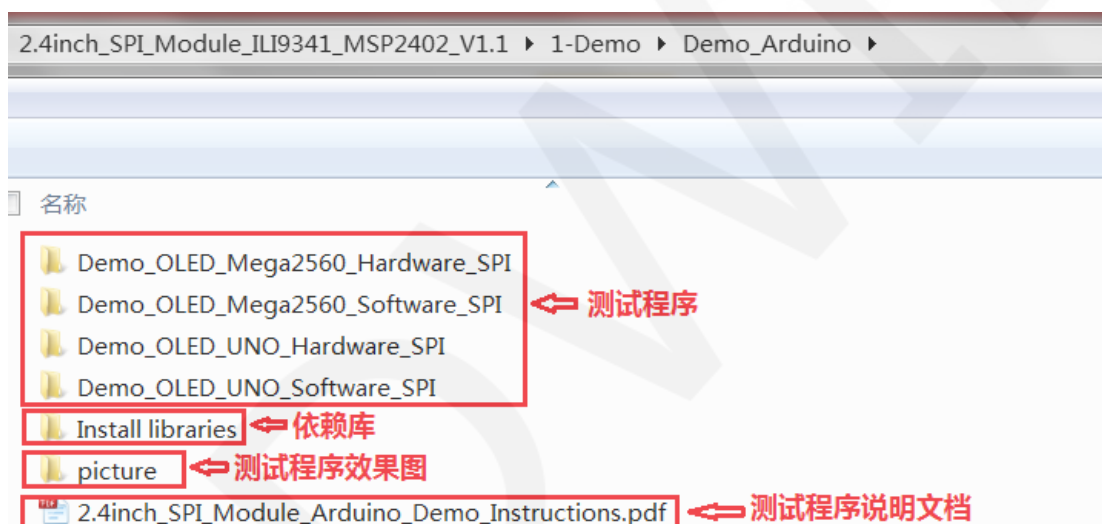 2.4inch_SPI_Module_ILI9341_MSP2402_V1.1 ▸ 1-Demo ▸ Demo_Arduino ▸
名称
Demo_OLED_Mega2560_Hardware_SPI
Demo_OLED_Mega2560_Software_SPI 测试程序
Demo_OLED_UNO_Hardware_SPI
Demo_OLED_UNO_Software_SPI
Install libraries 依赖库
picture 测试程序效果图
2.4inch_SPI_Module_Arduino_Demo_Instructions.pdf 测试程序说明文档